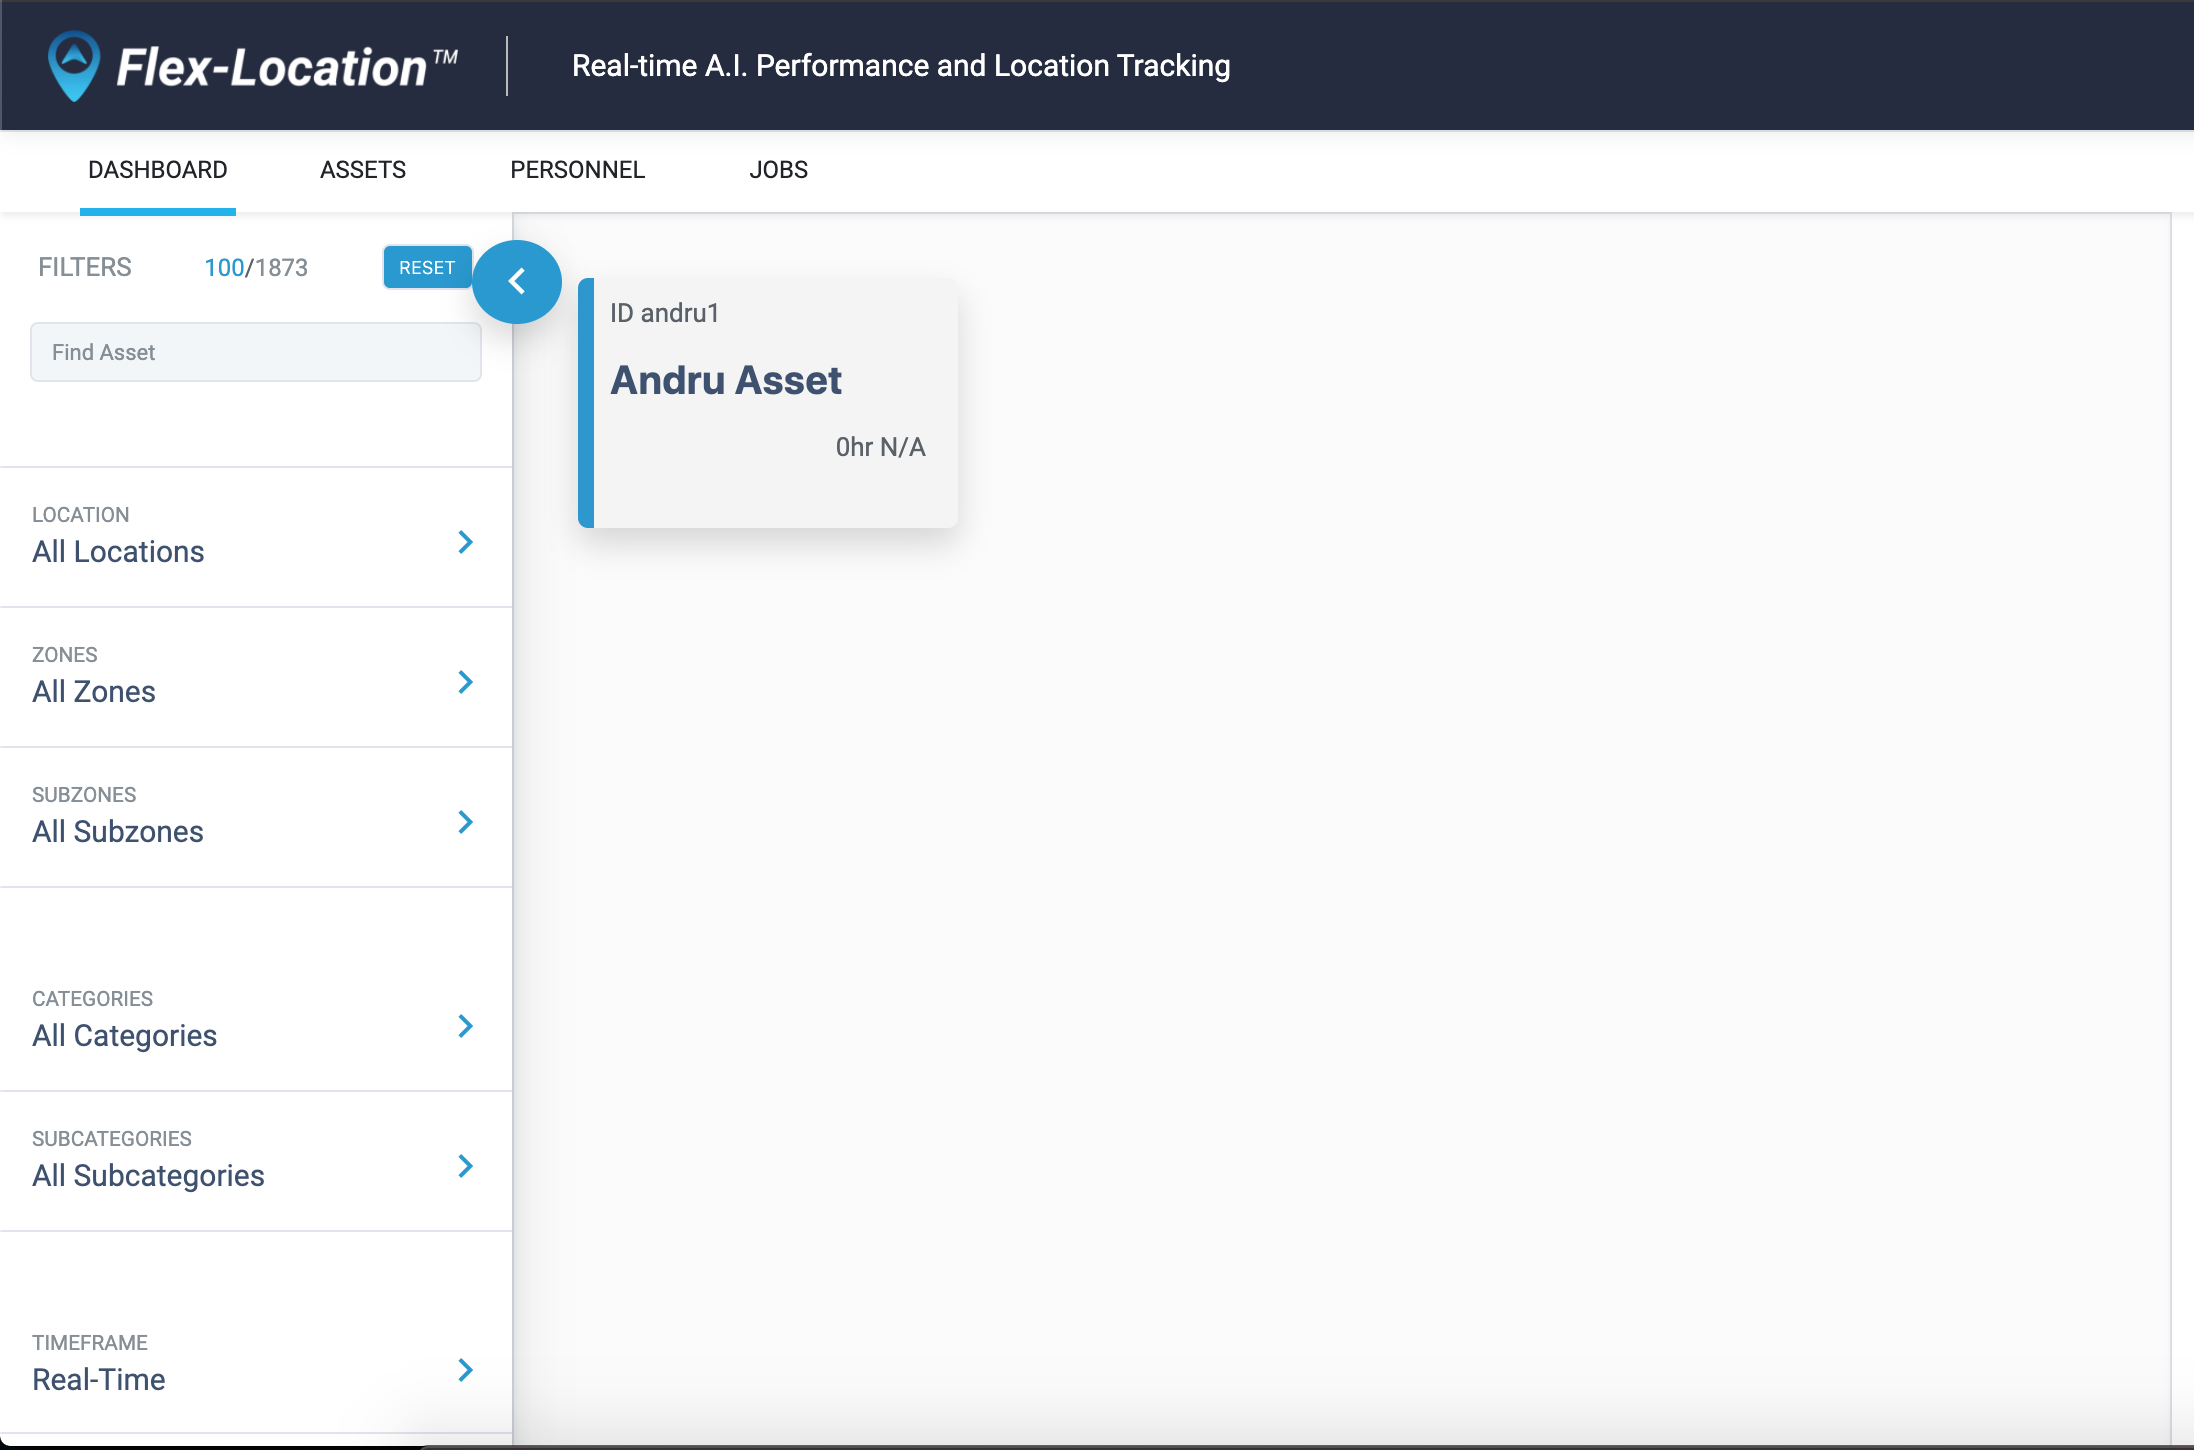 Flex-Location™
Real-time A.I. Performance and Location Tracking
DASHBOARD ASSETS PERSONNEL JOBS
FILTERS 100/1873 RESET
Find Asset
LOCATION
All Locations
ZONES
All Zones
SUBZONES
All Subzones
CATEGORIES
All Categories
SUBCATEGORIES
All Subcategories
TIMEFRAME
Real-Time
ID andru1
Andru Asset
0hr N/A